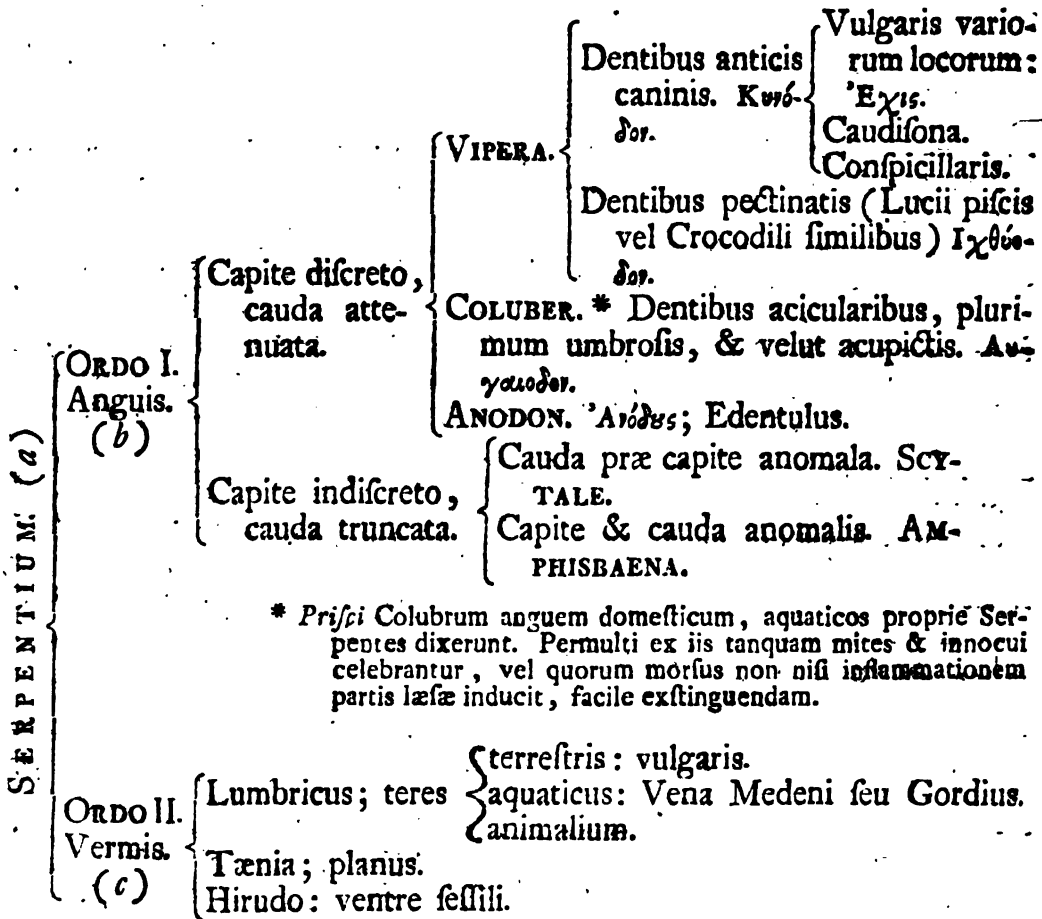 Vulgaris vario-
Dentibus anticis
rum locorum:
caninis. Κυνό-
Ἔχις.
δον.
Caudiſona.
VIPERA.
Conſpicillaris.
Dentibus pectinatis (Lucii piſcis
vel Crocodili ſimilibus) Ιχθύο-
δον.
Capite diſcreto,
cauda atte-
nuata.
COLUBER. * Dentibus acicularibus, pluri-
mum umbroſis, & velut acupictis.
ORDO I.
Anguis.
(b)
ANODON. Ἀνόδȣς; Edentulus.
SERPENTIUM. (a)
Capite indiſcreto,
cauda truncata.
Cauda præ capite anomala. SCY-
TALE.
Capite & cauda anomalis. AM-
PHISBAENA.
* Priſci Colubrum anguem domeſticum, aquaticos proprie Ser-
pentes dixerunt. Permulti ex iis tanquam mites & innocui
celebrantur, vel quorum morſus non niſi inflammationem
partis læſæ inducit, facile exſtinguendam.
ORDO II.
Vermis.
(c)
Lumbricus; teres
terreſtris: vulgaris.
aquaticus: Vena Medeni ſeu Gordius.
animalium.
Tænia; planus.
Hirudo: ventre ſeſſili.